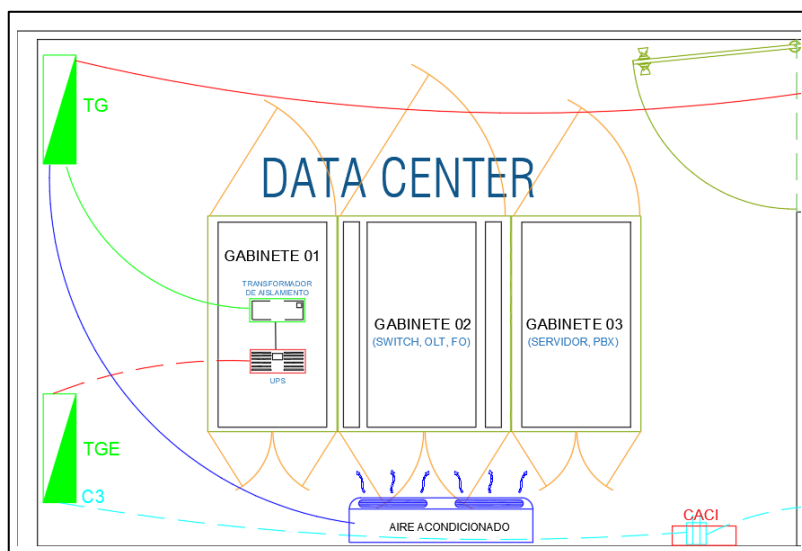 TG
DATA CENTER
GABINETE 01
TRANSFORMADOR
DE AISLAMIENTO
UPS
GABINETE 02
(SWITCH, OLT, FO)
GABINETE 03
(SERVIDOR, PBX)
TGE
C3
AIRE ACONDICIONADO
CACI